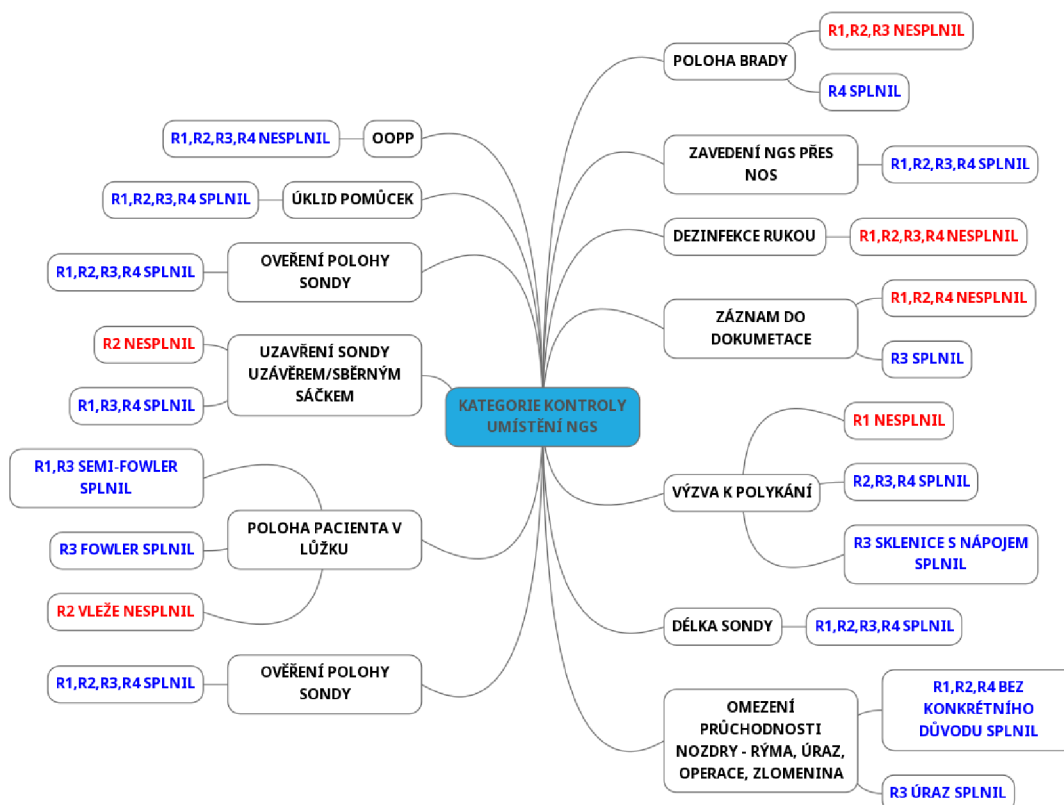 R1,R2,R3 NESPLNIL
POLOHA BRADY
R4 SPLNIL
R1,R2,R3,R4 NESPLNIL
OOPP
ZAVEDENÍ NGS PŘES
NOS
R1,R2,R3,R4 SPLNIL
R1,R2,R3,R4 SPLNIL
ÚKLID POMŮCEK
DEZINFEKCE RUKOU
R1,R2,R3,R4 NESPLNIL
R1,R2,R3,R4 SPLNIL
OVEŘENÍ POLOHY
SONDY
R1,R2,R4 NESPLNIL
ZÁZNAM DO
DOKUMETACE
R3 SPLNIL
R2 NESPLNIL
UZAVŘENÍ SONDY
UZÁVĚREM/SBĚRNÝM
SÁČKEM
R1,R3,R4 SPLNIL
KATEGORIE KONTROLY
UMÍSTĚNÍ NGS
R1 NESPLNIL
VÝZVA K POLYKÁNÍ
R2,R3,R4 SPLNIL
R3 SKLENICE S NÁPOJEM
SPLNIL
R1,R3 SEMI-FOWLER
SPLNIL
POLOHA PACIENTA V
LŮŽKU
R3 FOWLER SPLNIL
R2 VLEŽE NESPLNIL
DÉLKA SONDY
R1,R2,R3,R4 SPLNIL
R1,R2,R3,R4 SPLNIL
OVĚŘENÍ POLOHY
SONDY
OMEZENÍ
PRŮCHODNOSTI
NOZDRY - RÝMA, ÚRAZ,
OPERACE, ZLOMENINA
R1,R2,R4 BEZ
KONKRÉTNÍHO
DŮVODU SPLNIL
R3 ÚRAZ SPLNIL